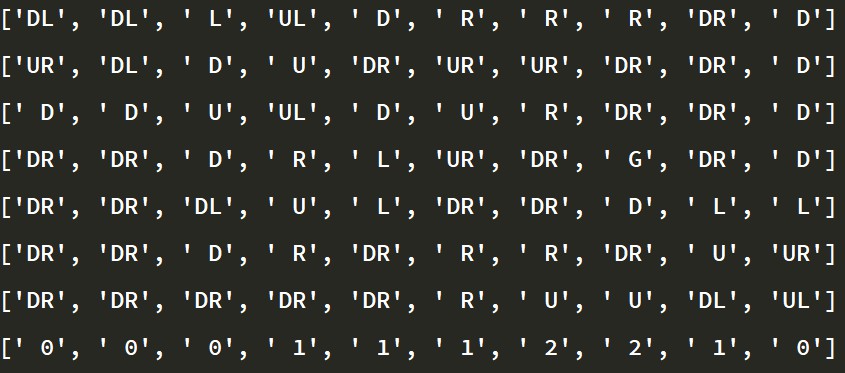 ['DL', 'DL', ' L', 'UL', ' D', ' R', ' R', ' R', 'DR', ' D']
['UR', 'DL', ' D', ' U', 'DR', 'UR', 'UR', 'DR', 'DR', ' D']
[' D', ' D', ' U', 'UL', ' D', ' U', ' R', 'DR', 'DR', ' D']
['DR', 'DR', ' D', ' R', ' L', 'UR', 'DR', ' G', 'DR', ' D']
['DR', 'DR', 'DL', ' U', ' L', 'DR', 'DR', ' D', ' L', ' L']
['DR', 'DR', ' D', ' R', 'DR', ' R', ' R', 'DR', ' U', 'UR']
['DR', 'DR', 'DR', 'DR', 'DR', ' R', ' U', ' U', 'DL', 'UL']
[' 0', ' 0', ' 0', ' 1', ' 1', ' 1', ' 2', ' 2', ' 1', ' 0']